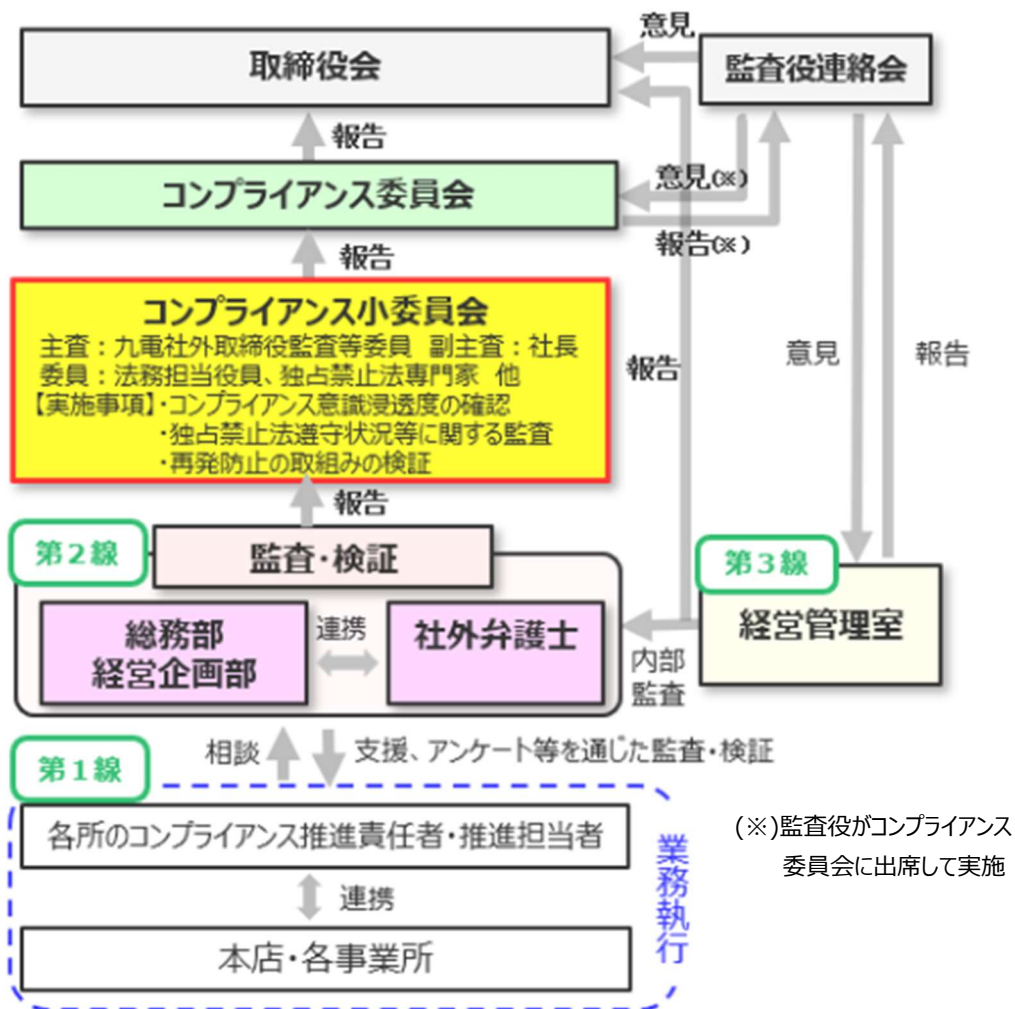 意見
取締役会
監査役連絡会
報告
コンプライアンス委員会
意見(※)
報告(※)
報告
コンプライアンス小委員会
主査：九電社外取締役監査等委員 副主査：社長
委員：法務担当役員、独占禁止法専門家 他
【実施事項】・コンプライアンス意識浸透度の確認
・独占禁止法遵守状況等に関する監査
・再発防止の取組みの検証
報告
意見
報告
報告
第2線
監査・検証
第3線
総務部
経営企画部
連携
社外弁護士
経営管理室
内部
監査
相談
支援、アンケート等を通じた監査・検証
第1線
各所のコンプライアンス推進責任者・推進担当者
連携
本店・各事業所
業務執行
(※)監査役がコンプライアンス
委員会に出席して実施